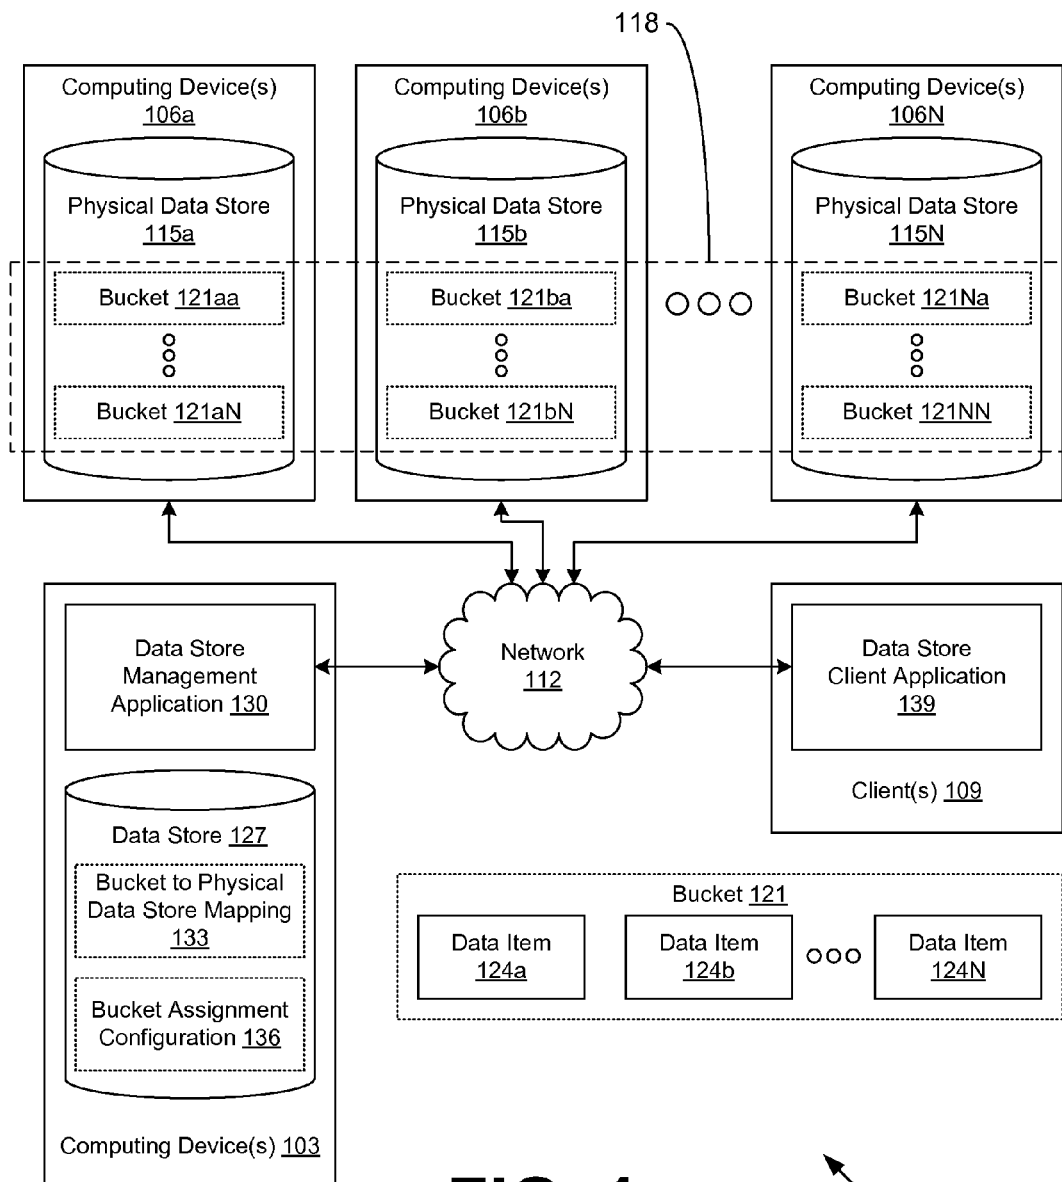 118
Computing Device(s)
106a
Physical Data Store
115a
Bucket 121aa
Bucket 121aN
Computing Device(s)
106b
Physical Data Store
115b
Bucket 121ba
Bucket 121bN
Computing Device(s)
106N
Physical Data Store
115N
Bucket 121Na
Bucket 121NN
Data Store
Management
Application 130
Network
112
Data Store
Client Application
139
Client(s) 109
Data Store 127
Bucket to Physical
Data Store Mapping
133
Bucket Assignment
Configuration 136
Computing Device(s) 103
Bucket 121
Data Item
124a
Data Item
124b
Data Item
124N